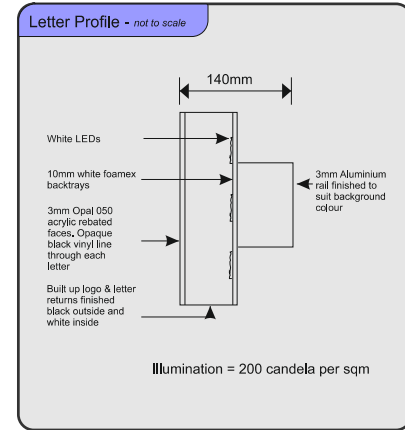 Letter Profile - not to scale
140mm
White LEDs
10mm white foamex
backtrays
3mm Opal 050
acrylic rebated
faces. Opaque
black vinyl line
through each
letter
Built up logo & letter
returns finished
black outside and
white inside
3mm Aluminium
rail finished to
suit background
colour
Illumination = 200 candela per sqm